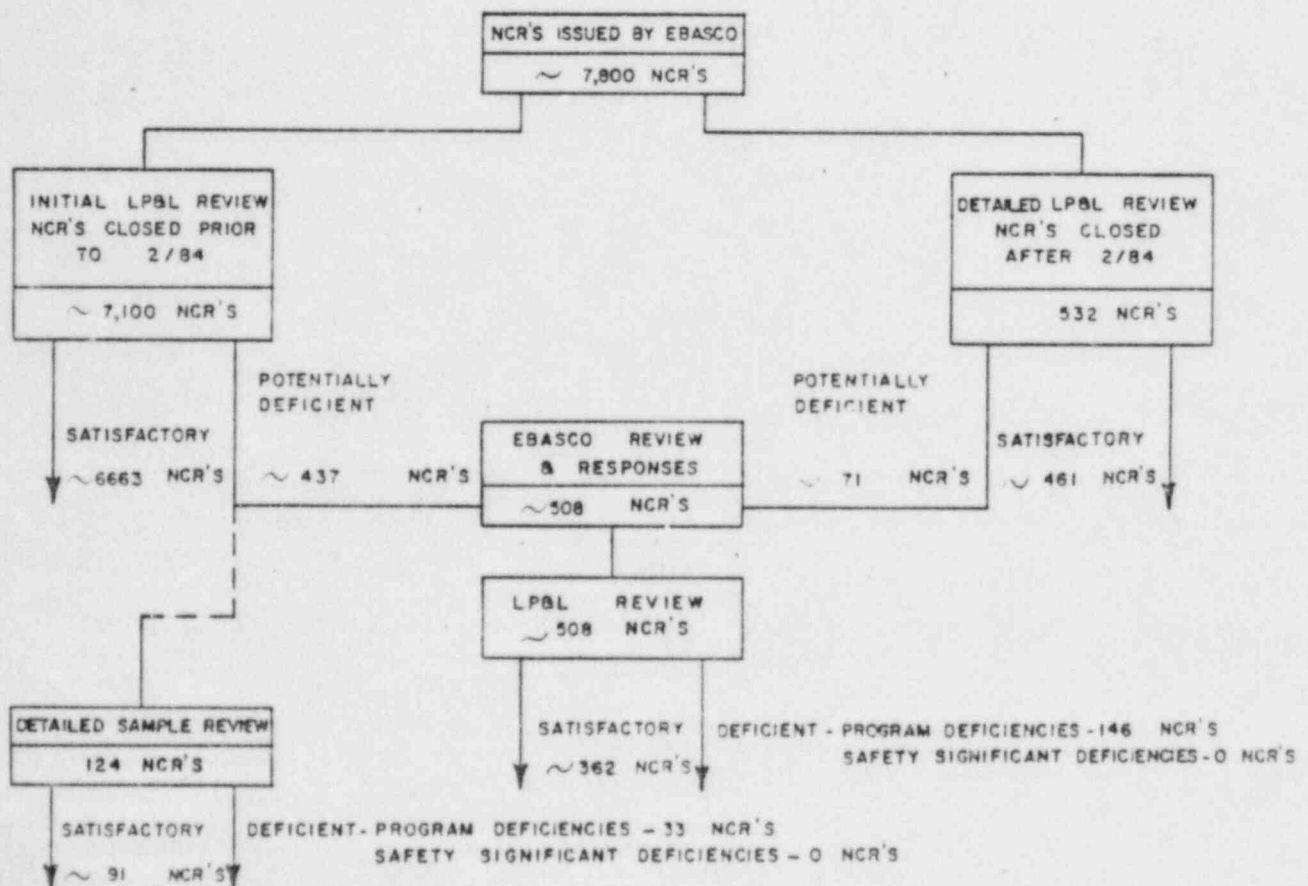 NCR'S ISSUED BY EBASCO
~ 7,800 NCR'S
INITIAL LP&L REVIEW
NCR'S CLOSED PRIOR
TO 2/84
~ 7,100 NCR'S
DETAILED LP&L REVIEW
NCR'S CLOSED
AFTER 2/84
532 NCR'S
POTENTIALLY
DEFICIENT
SATISFACTORY
~6663 NCR'S
~ 437 NCR'S
EBASCO REVIEW
& RESPONSES
~508 NCR'S
POTENTIALLY
DEFICIENT
~ 71 NCR'S
SATISFACTORY
~ 461 NCR'S
LP&L REVIEW
~508 NCR'S
SATISFACTORY
~362 NCR'S
DEFICIENT - PROGRAM DEFICIENCIES -146 NCR'S
SAFETY SIGNIFICANT DEFICIENCIES-0 NCR'S
DETAILED SAMPLE REVIEW
124 NCR'S
SATISFACTORY
~ 91 NCR'S
DEFICIENT- PROGRAM DEFICIENCIES - 33 NCR'S
SAFETY SIGNIFICANT DEFICIENCIES - 0 NCR'S